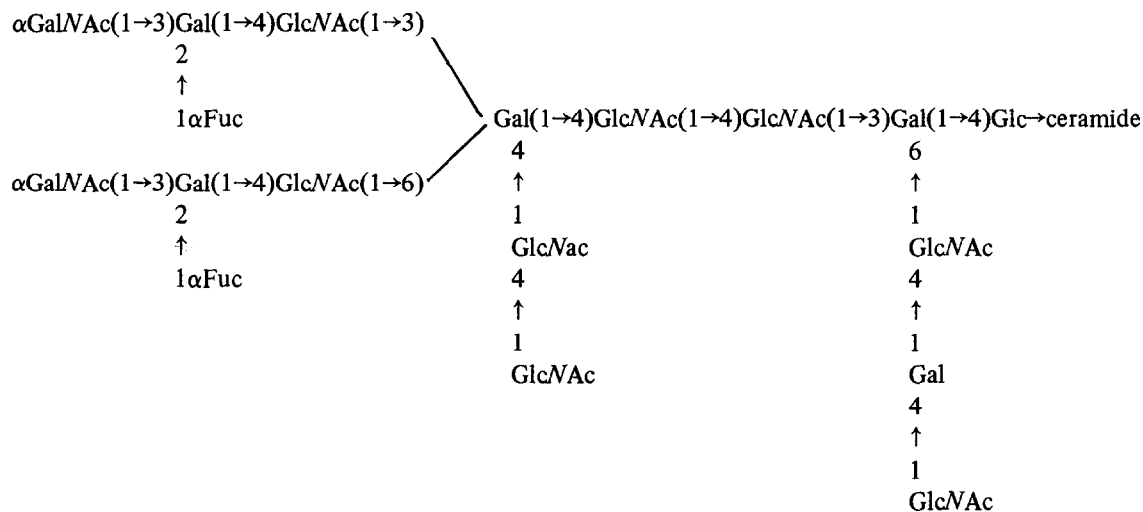 αGalNAc(1→3)Gal(1→4)GlcNAc(1→3)
2
↑
1αFuc
Gal(1→4)GlcNAc(1→4)GlcNAc(1→3)Gal(1→4)Glc→ceramide
αGalNAc(1→3)Gal(1→4)GlcNAc(1→6)
2
↑
1αFuc
4
↑
1
GlcNac
4
↑
1
GlcNAc
6
↑
1
GlcNAc
4
↑
1
Gal
4
↑
1
GlcNAc